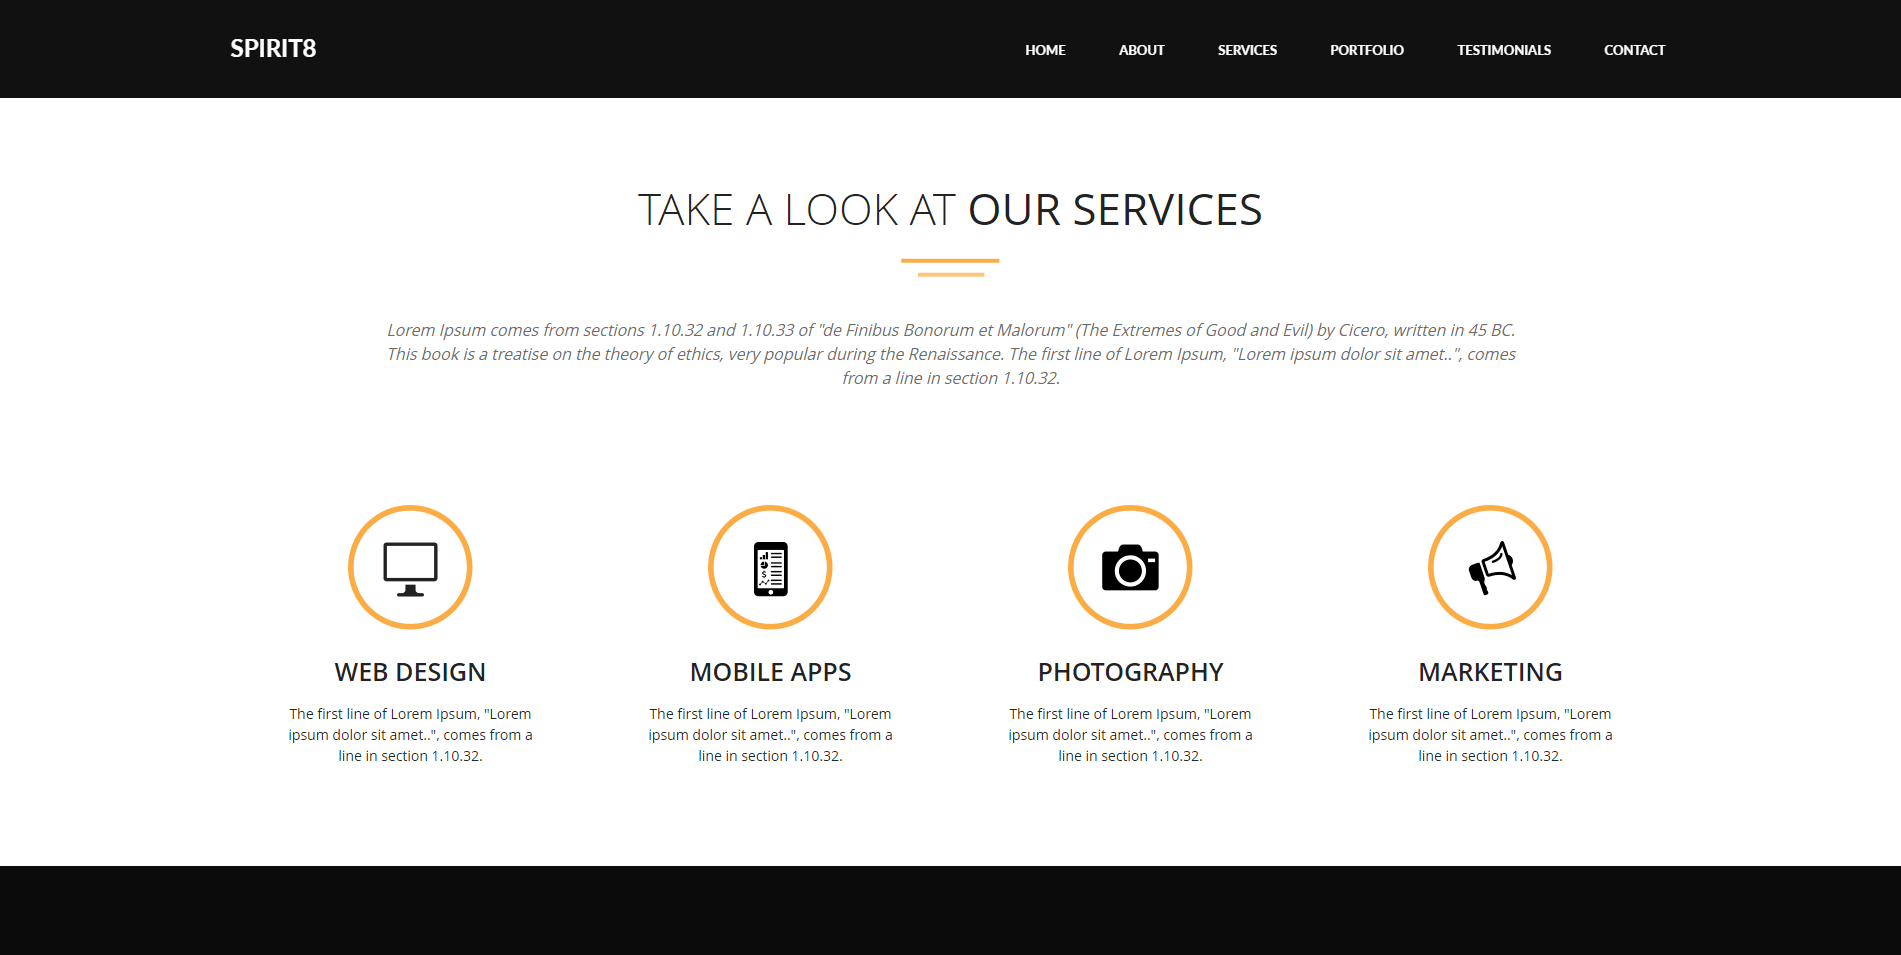 SPIRIT8
HOME ABOUT SERVICES PORTFOLIO TESTIMONIALS CONTACT
TAKE A LOOK AT OUR SERVICES
Lorem Ipsum comes from sections 1.10.32 and 1.10.33 of "de Finibus Bonorum et Malorum" (The Extremes of Good and Evil) by Cicero, written in 45 BC.
This book is a treatise on the theory of ethics, very popular during the Renaissance. The first line of Lorem Ipsum, "Lorem ipsum dolor sit amet..", comes
from a line in section 1.10.32.
WEB DESIGN
The first line of Lorem Ipsum, "Lorem
ipsum dolor sit amet..", comes from a
line in section 1.10.32.
MOBILE APPS
The first line of Lorem Ipsum, "Lorem
ipsum dolor sit amet..", comes from a
line in section 1.10.32.
PHOTOGRAPHY
The first line of Lorem Ipsum, "Lorem
ipsum dolor sit amet..", comes from a
line in section 1.10.32.
MARKETING
The first line of Lorem Ipsum, "Lorem
ipsum dolor sit amet..", comes from a
line in section 1.10.32.